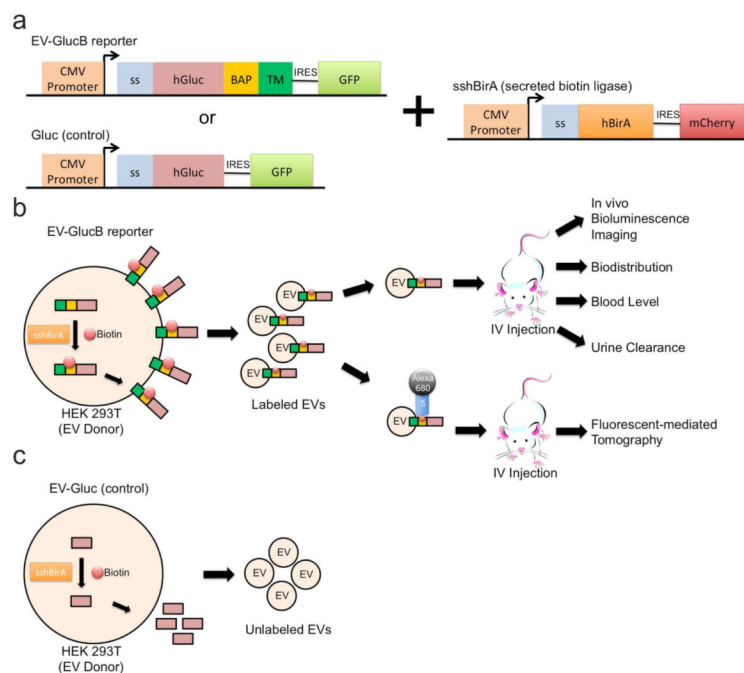 a
EV-GlucB reporter
CMV
Promoter
ss
hGluc
BAP
TM
IRES
GFP
or
Gluc (control)
CMV
Promoter
ss
hGluc
IRES
GFP
sshBirA (secreted biotin ligase)
CMV
Promoter
ss
hBirA
IRES
mCherry
b
EV-GlucB reporter
sshBirA
Biotin
HEK 293T
(EV Donor)
EV
EV
EV
EV
Labeled EVs
EV
IV Injection
In vivo
Bioluminescence
Imaging
Biodistribution
Blood Level
Urine Clearance
Alexa
680
SA
EV
IV Injection
Fluorescent-mediated
Tomography
c
EV-Gluc (control)
sshBirA
Biotin
HEK 293T
(EV Donor)
EV
EV
EV
EV
Unlabeled EVs